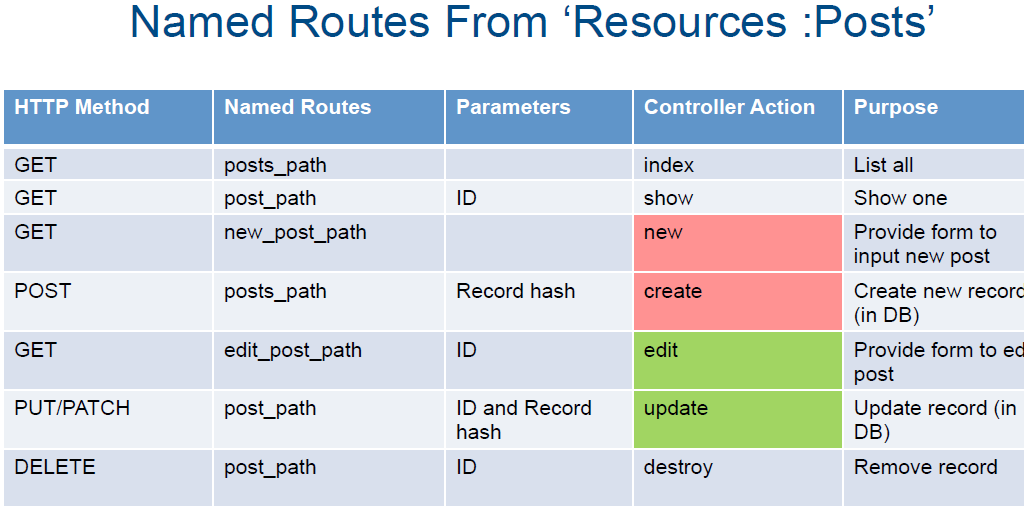 Named Routes From ‘Resources :Posts’
HTTP Method Named Routes Parameters Controller Action Purpose
GET posts_path index List all
GET post_path ID show Show one
GET new_post_path new Provide form to
input new post
POST posts_path Record hash create Create new record
(in DB)
GET edit_post_path ID edit Provide form to ed
post
PUT/PATCH post_path ID and Record update Update record (in
hash DB)
DELETE post_path ID destroy Remove record